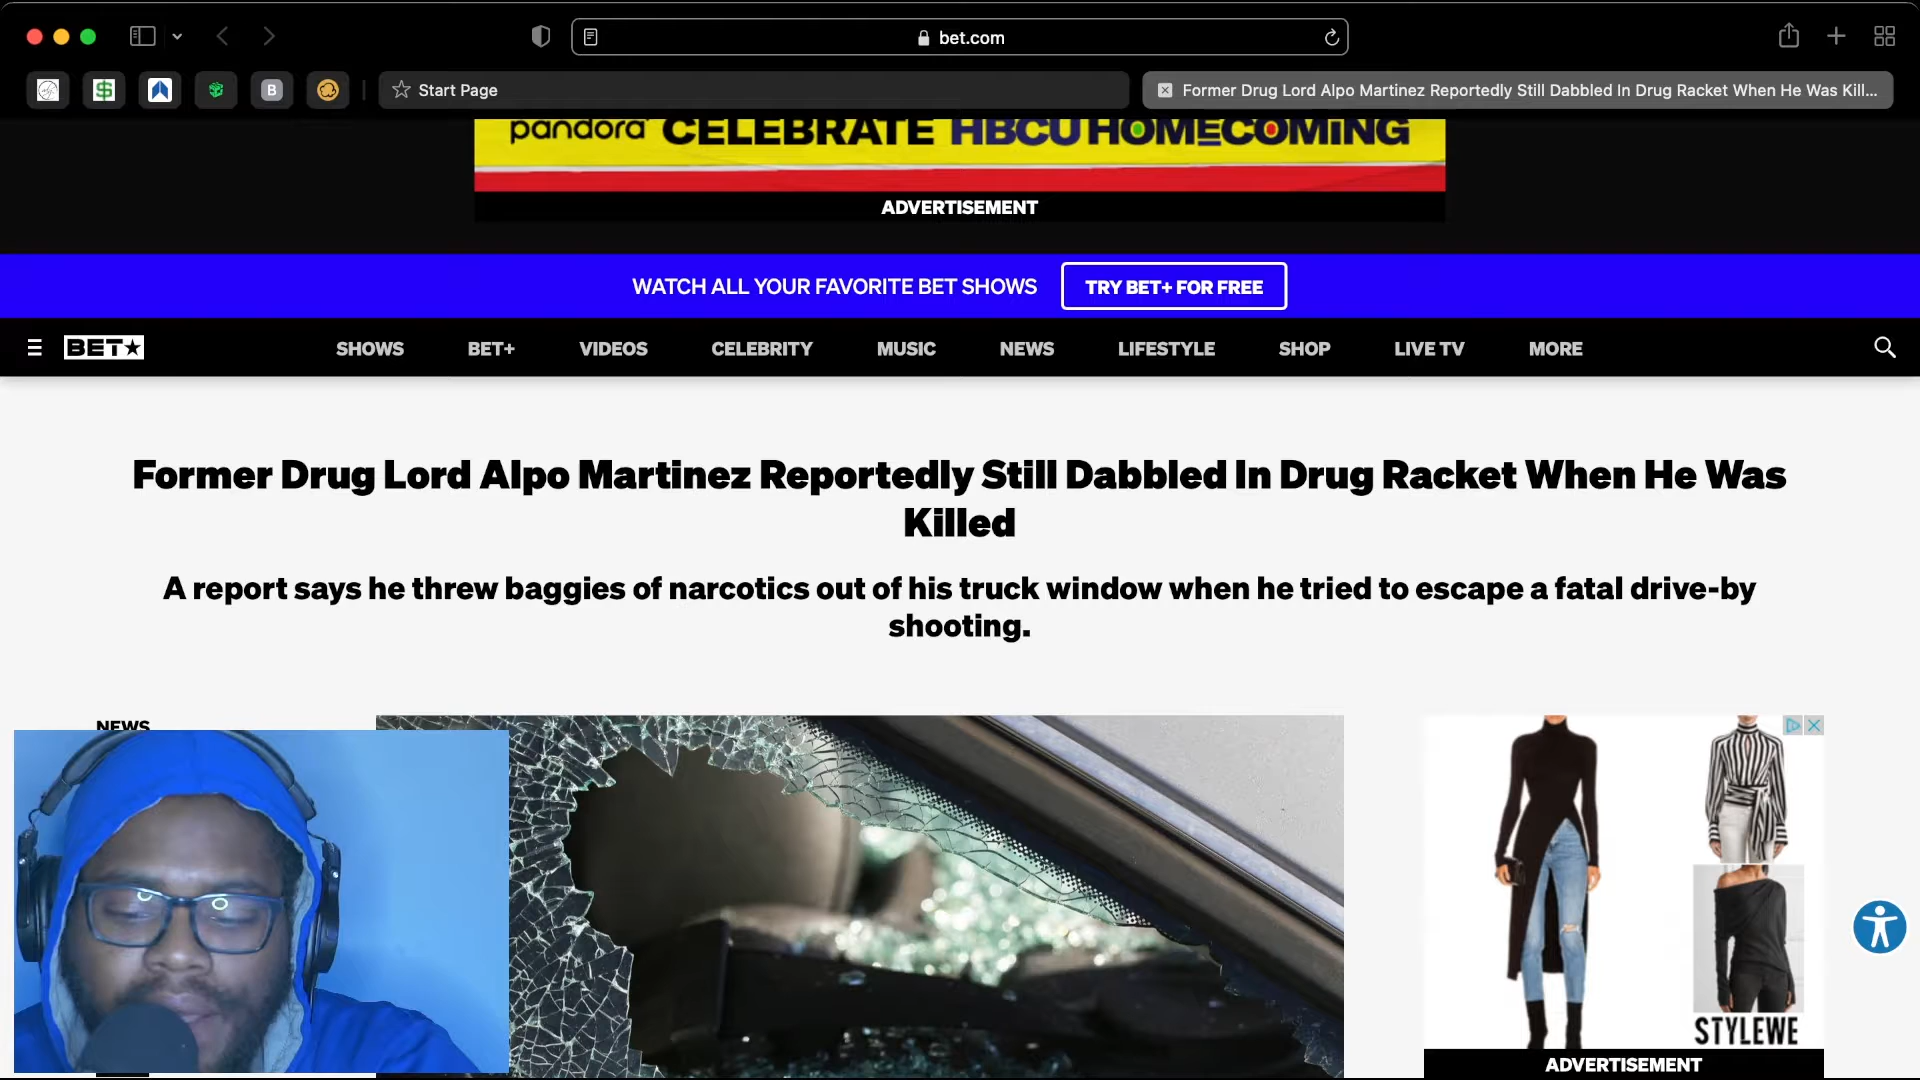 bet.com
$
B
Start Page
Former Drug Lord Alpo Martinez Reportedly Still Dabbled In Drug Racket When He Was Kill...
pandora CELEBRATE HBCU HOMECOMING
ADVERTISEMENT
WATCH ALL YOUR FAVORITE BET SHOWS
TRY BET+ FOR FREE
BET★
SHOWS
BET+
VIDEOS
CELEBRITY
MUSIC
NEWS
LIFESTYLE
SHOP
LIVE TV
MORE
Former Drug Lord Alpo Martinez Reportedly Still Dabbled In Drug Racket When He Was
Killed
A report says he threw baggies of narcotics out of his truck window when he tried to escape a fatal drive-by
shooting.
NEWS
STYLEWE
ADVERTISEMENT